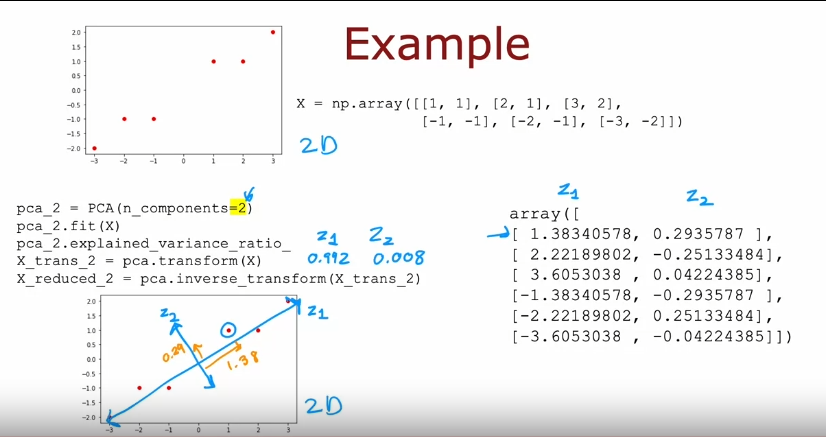 Example
2.0
1.5
1.0
0.5
0.0
−0.5
−1.0
−1.5
−2.0
−3 −2 −1 0 1 2 3
2D
X = np.array([[1, 1], [2, 1], [3, 2],
[-1, -1], [-2, -1], [-3, -2]])
pca_2 = PCA(n_components=2)
pca_2.fit(X)
pca_2.explained_variance_ratio_
X_trans_2 = pca.transform(X)
X_reduced_2 = pca.inverse_transform(X_trans_2)
z1 z2
0.992 0.008
z1 z2
array([
[ 1.38340578, 0.2935787 ],
[ 2.22189802, -0.25133484],
[ 3.6053038 , 0.04224385],
[-1.38340578, -0.2935787 ],
[-2.22189802, 0.25133484],
[-3.6053038 , -0.04224385]])
2.0
1.5
1.0
0.5
0.0
−0.5
−1.0
−1.5
−2.0
−3 −2 −1 0 1 2 3
z2
z1
0.29
1.38
2D